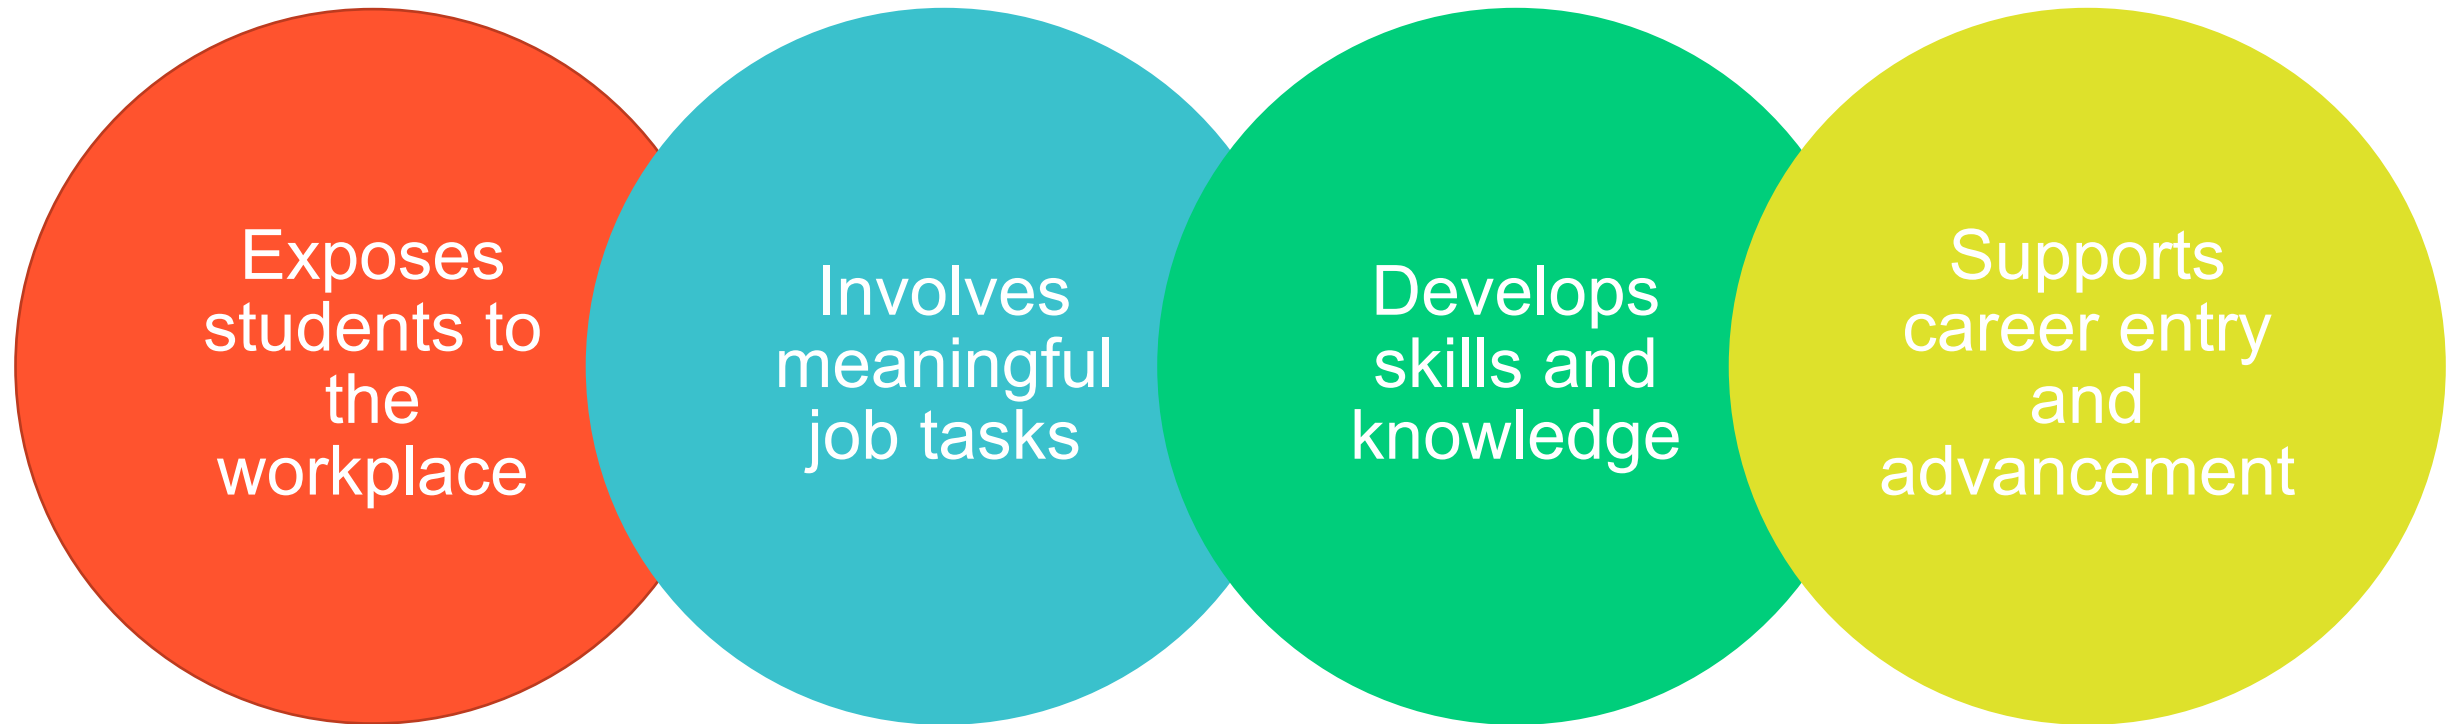 Exposes
students to
the
workplace
Involves
meaningful
job tasks
Develops
skills and
knowledge
Supports
career entry
and
advancement